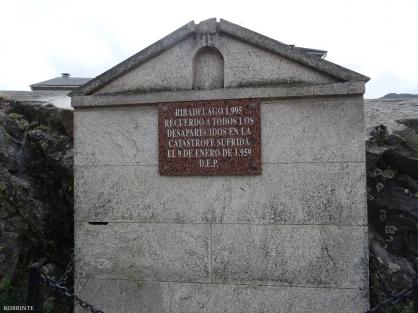 RIBADELAGO 1.995
RECUERDO A TODOS LOS
DESAPARECIDOS EN LA
CATASTROFE SUFRIDA
EL 9 DE ENERO DE 1.959
D.E.P.
ROBRINTE